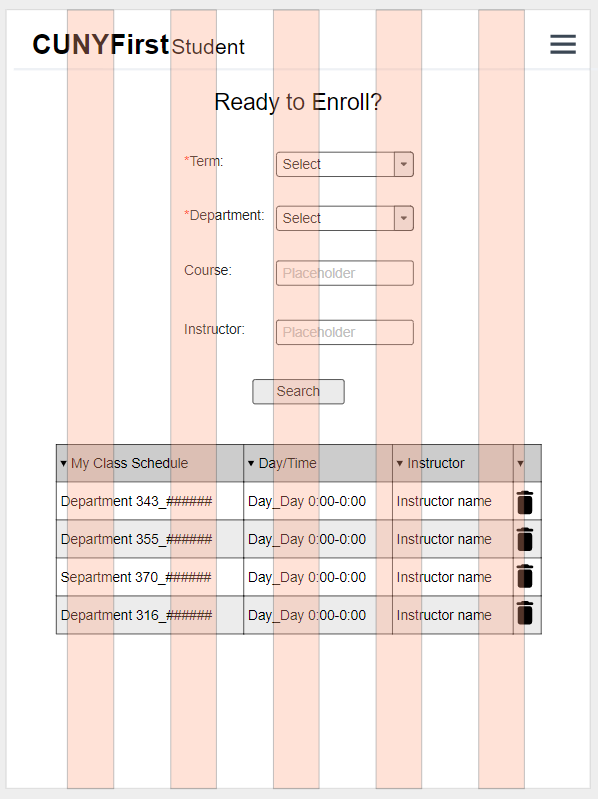 CUNYFirst Student
Ready to Enroll?
*Term: Select
*Department: Select
Course: Placeholder
Instructor: Placeholder
Search
My Class Schedule Day/Time Instructor
Department 343_###### Day_Day 0:00-0:00 Instructor name
Department 355_###### Day_Day 0:00-0:00 Instructor name
Separtment 370_###### Day_Day 0:00-0:00 Instructor name
Department 316_###### Day_Day 0:00-0:00 Instructor name